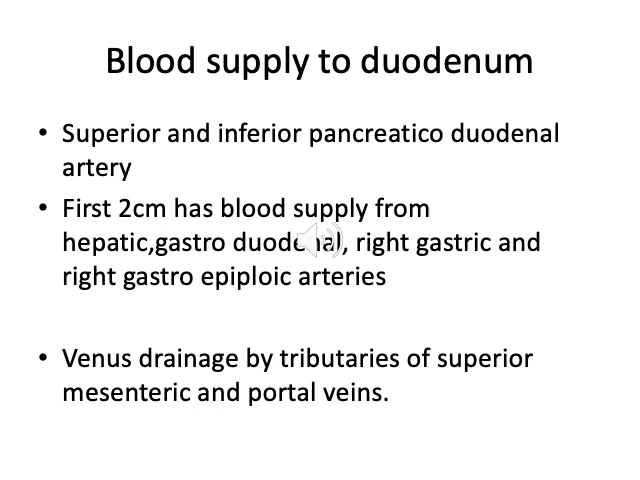 Blood supply to duodenum
• Superior and inferior pancreatico duodenal
artery
• First 2cm has blood supply from
hepatic,gastro duodenal, right gastric and
right gastro epiploic arteries
• Venus drainage by tributaries of superior
mesenteric and portal veins.